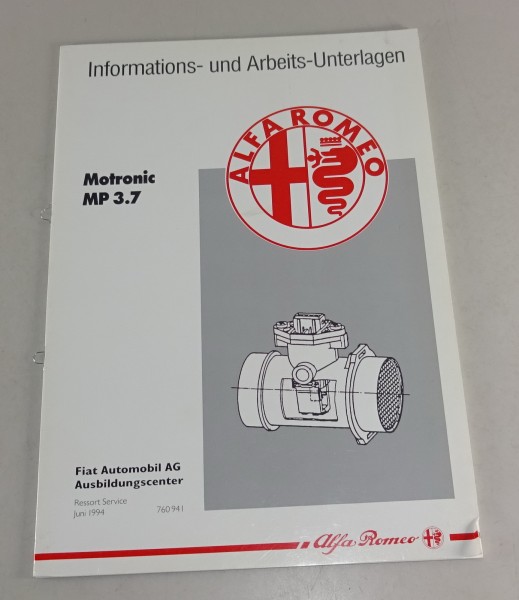 Informations- und Arbeits-Unterlagen
ALFA ROMEO
Motronic
MP 3.7
Fiat Automobil AG
Ausbildungscenter
Ressort Service
Juni 1994 760 941
Alfa Romeo